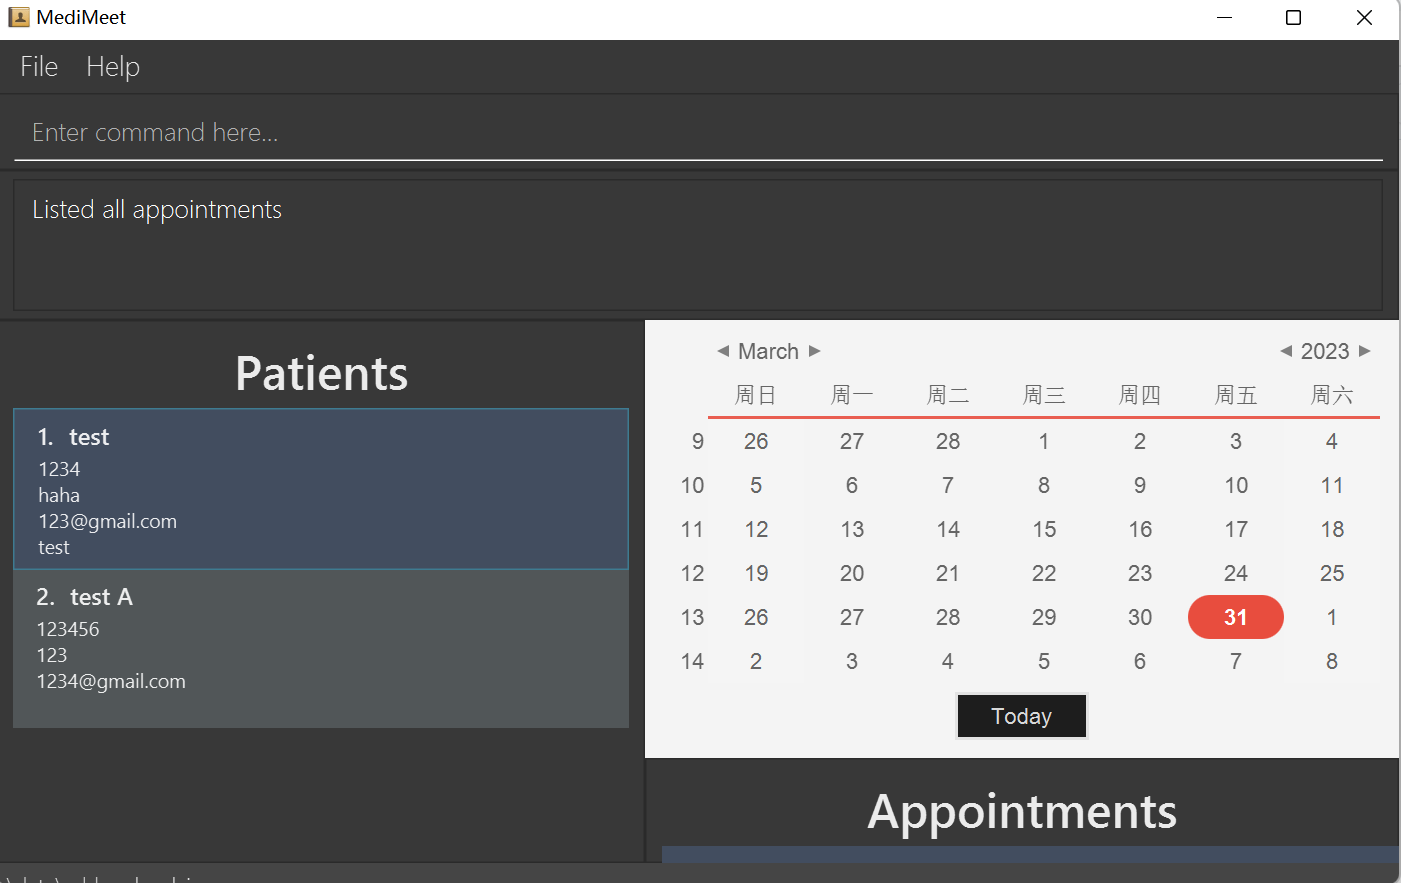 MediMeet
File Help
Enter command here...
Listed all appointments
Patients
1. test
1234
haha
123@gmail.com
test
2. test A
123456
123
1234@gmail.com
March 2023
周日 周一 周二 周三 周四 周五 周六
9 26 27 28 1 2 3 4
10 5 6 7 8 9 10 11
11 12 13 14 15 16 17 18
12 19 20 21 22 23 24 25
13 26 27 28 29 30 31 1
14 2 3 4 5 6 7 8
Today
Appointments